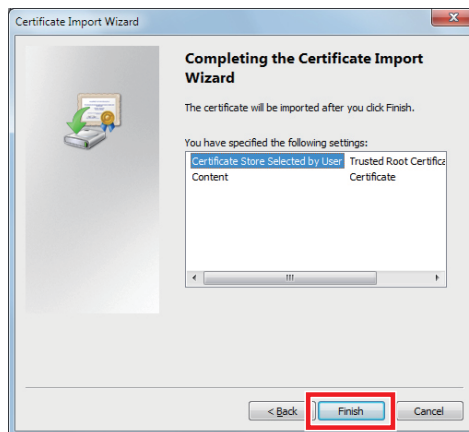 Certificate Import Wizard
Completing the Certificate Import
Wizard
The certificate will be imported after you click Finish.
You have specified the following settings:
Certificate Store Selected by User Trusted Root Certifica
Content Certificate
< Back Finish Cancel